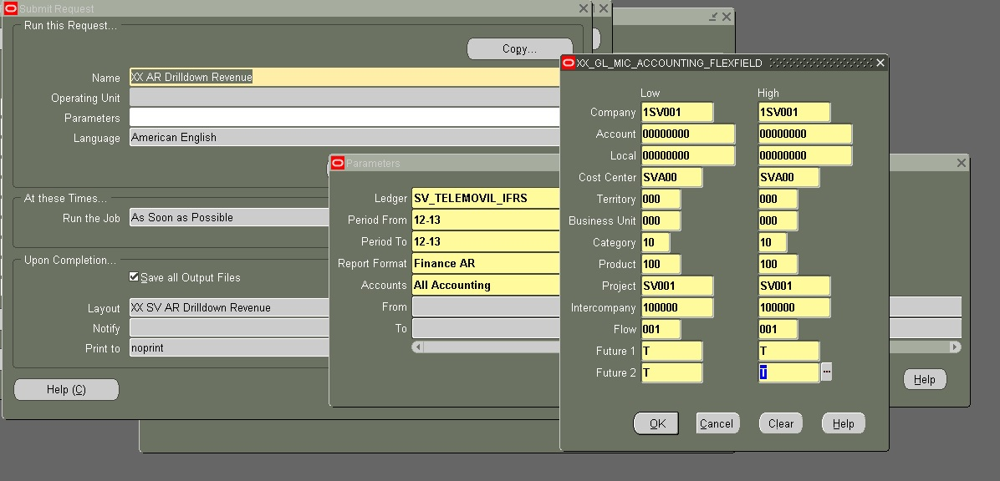 Submit Request
Run this Request...
Copy...
Name XX AR Drilldown Revenue
Operating Unit
Parameters
Language American English
At these Times...
Run the Job As Soon as Possible
Upon Completion...
Save all Output Files
Layout XX SV AR Drilldown Revenue
Notify
Print to noprint
Help (C)
Parameters
Ledger SV_TELEMOVIL_IFRS
Period From 12-13
Period To 12-13
Report Format Finance AR
Accounts All Accounting
From
To
Help
XX_GL_MIC_ACCOUNTING_FLEXFIELD
Low High
Company 1SV001 1SV001
Account 00000000 00000000
Local 00000000 00000000
Cost Center SVA00 SVA00
Territory 000 000
Business Unit 000 000
Category 10 10
Product 100 100
Project SV001 SV001
Intercompany 100000 100000
Flow 001 001
Future 1 T T
Future 2 T T
OK Cancel Clear Help